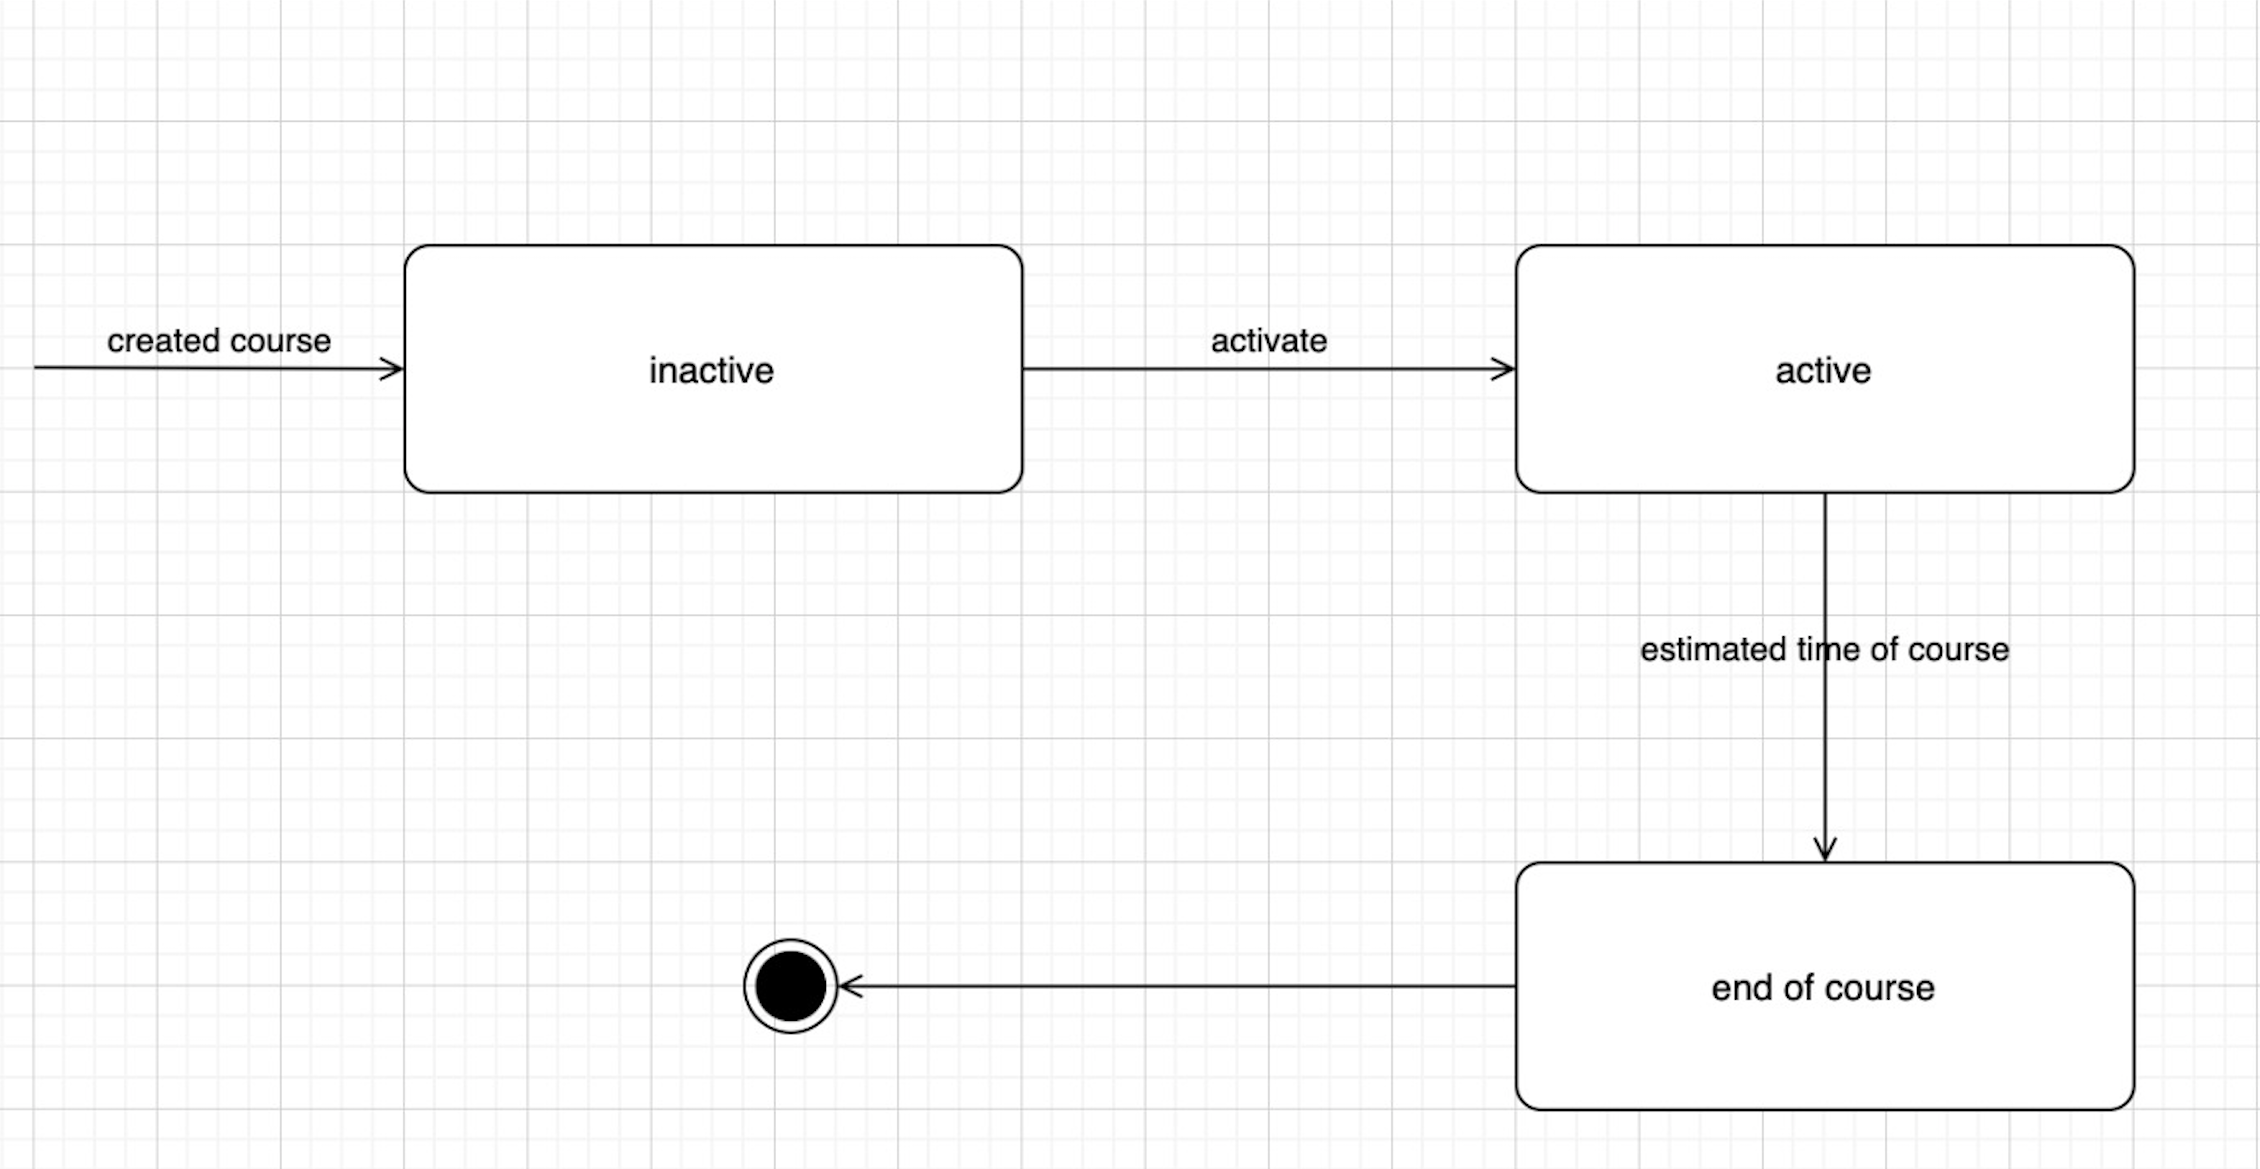 created course
inactive
activate
active
estimated time of course
end of course